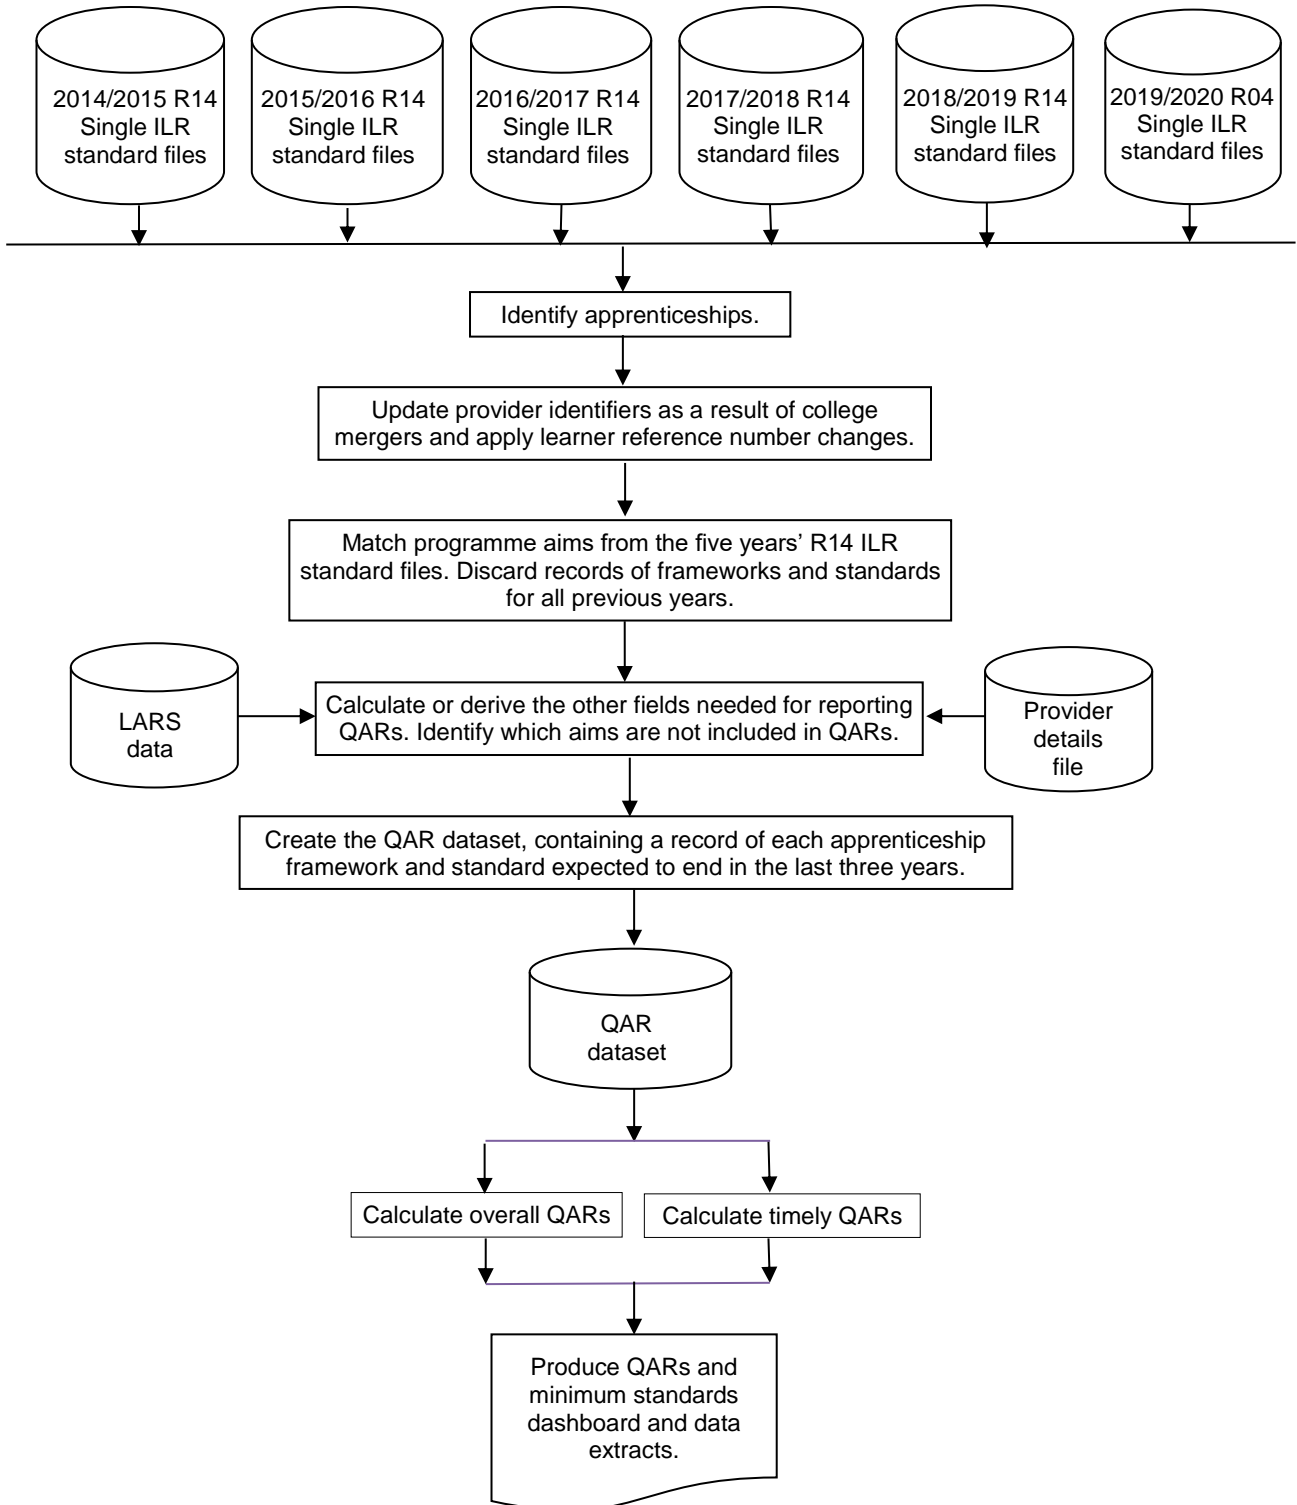 2014/2015 R14
Single ILR
standard files
2015/2016 R14
Single ILR
standard files
2016/2017 R14
Single ILR
standard files
2017/2018 R14
Single ILR
standard files
2018/2019 R14
Single ILR
standard files
2019/2020 R04
Single ILR
standard files
Identify apprenticeships.
Update provider identifiers as a result of college
mergers and apply learner reference number changes.
Match programme aims from the five years’ R14 ILR
standard files. Discard records of frameworks and standards
for all previous years.
LARS
data
Calculate or derive the other fields needed for reporting
QARs. Identify which aims are not included in QARs.
Provider
details
file
Create the QAR dataset, containing a record of each apprenticeship
framework and standard expected to end in the last three years.
QAR
dataset
Calculate overall QARs
Calculate timely QARs
Produce QARs and
minimum standards
dashboard and data
extracts.